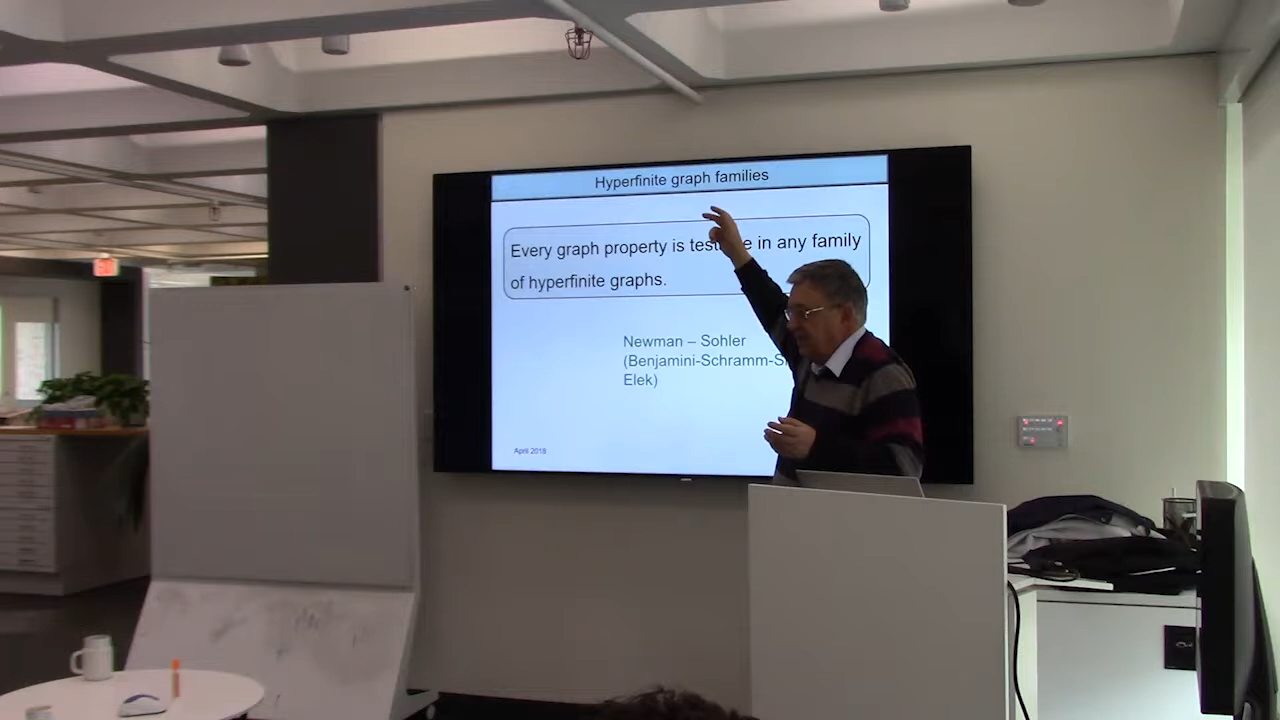 Hyperfinite graph families
Every graph property is in any family
of hyperfinite graphs.
Newman – Sohler
(Benjamini-Schramm-S
Elek)
April 2018